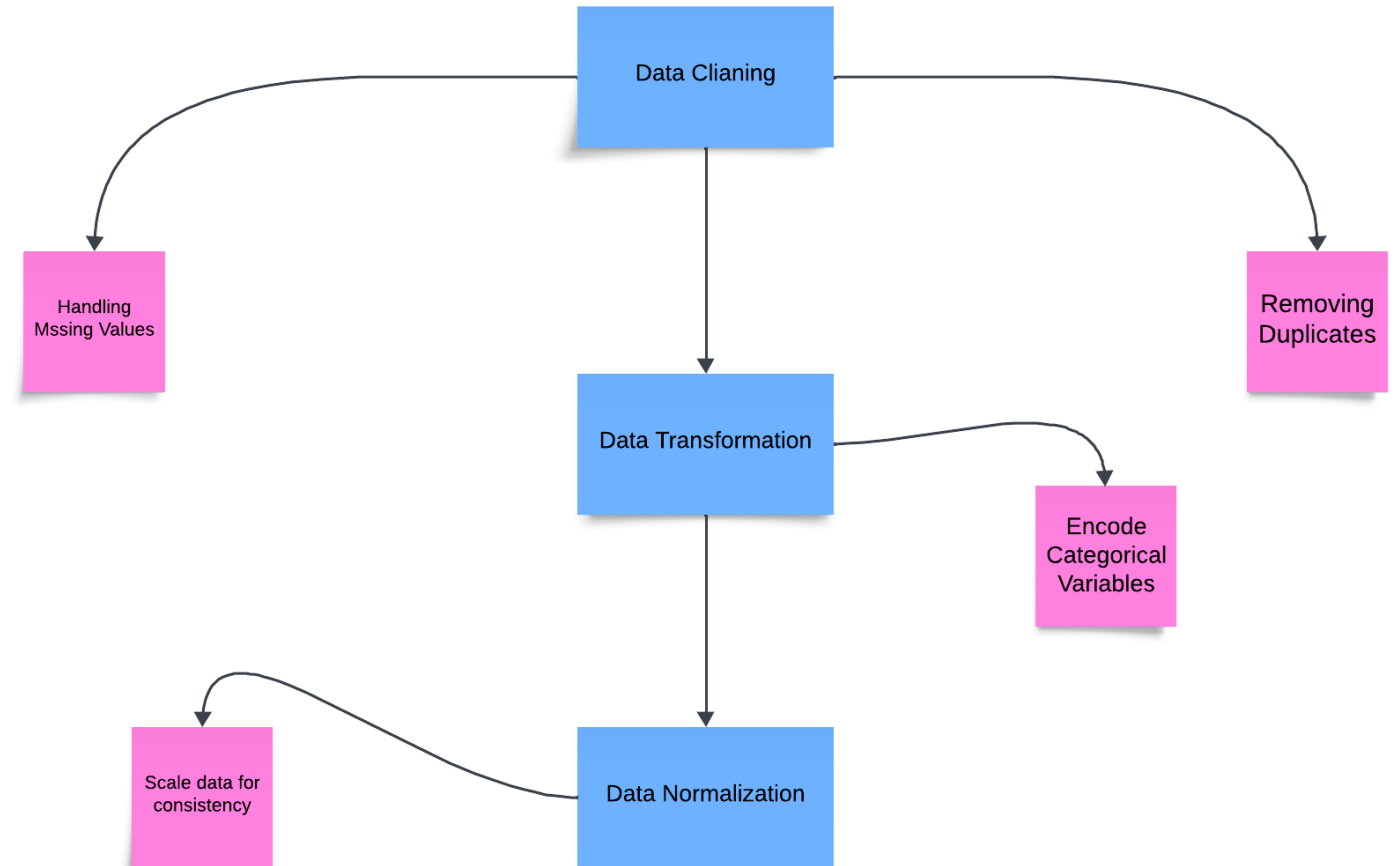 Data Clianing
Handling
Mssing Values
Removing
Duplicates
Data Transformation
Encode
Categorical
Variables
Data Normalization
Scale data for
consistency